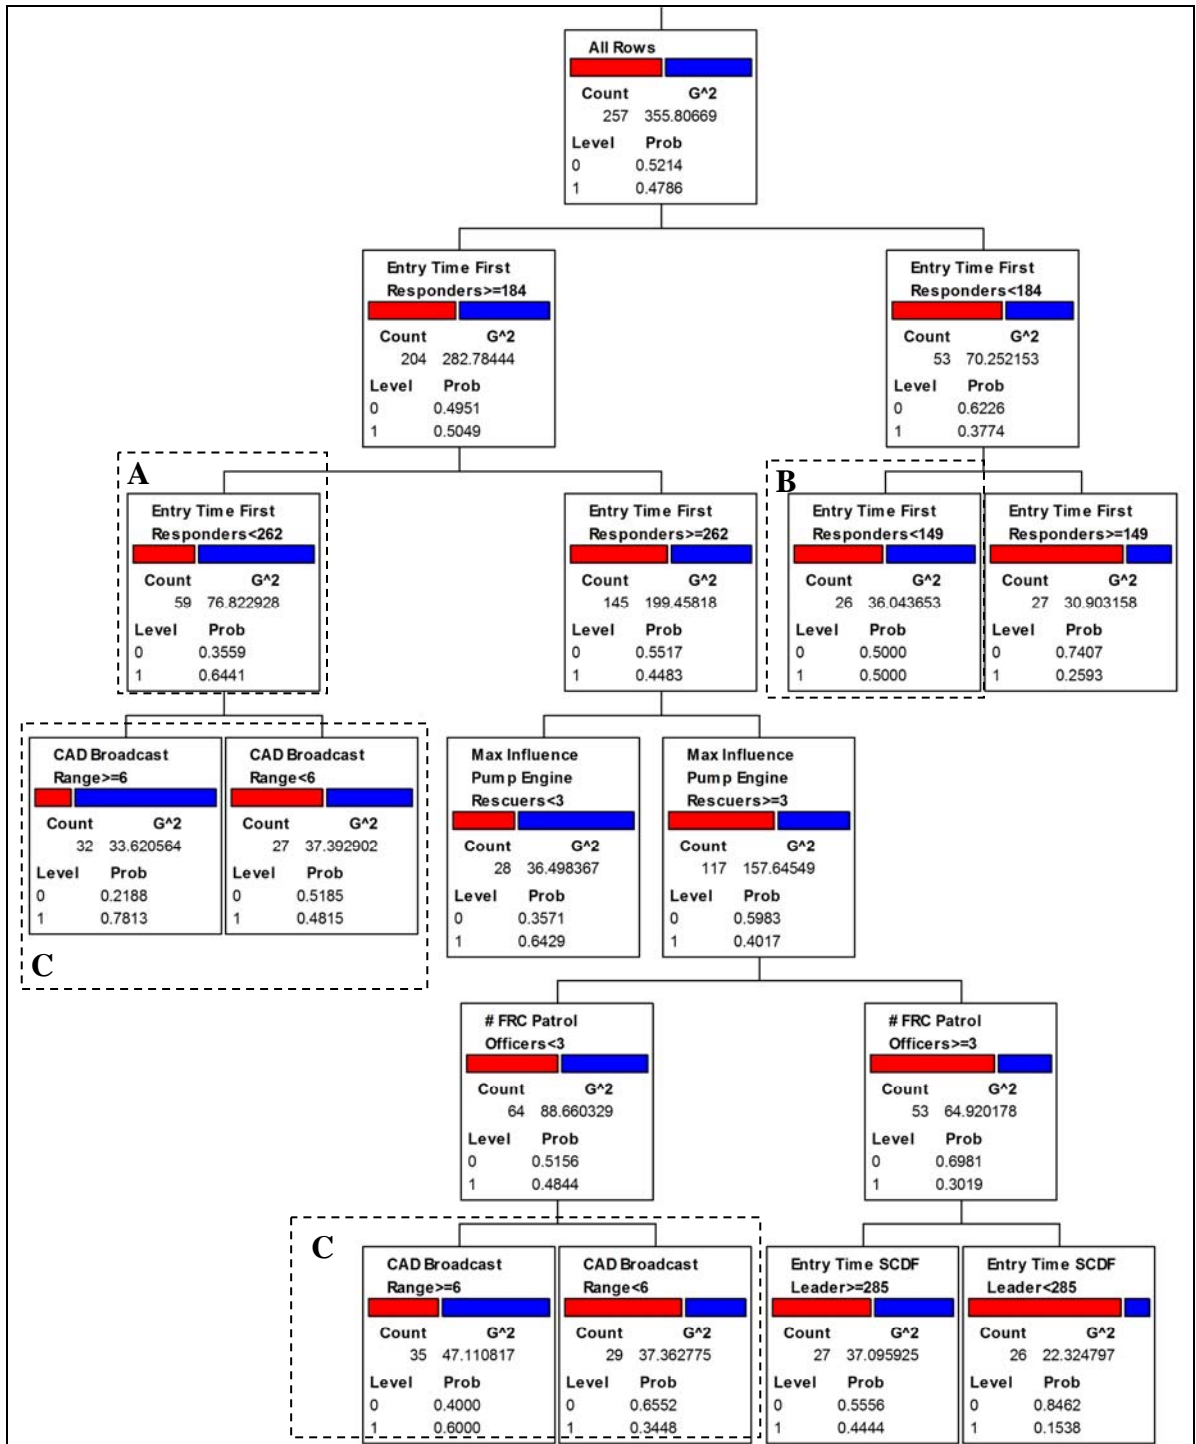 All Rows
Count G^2
257 355.80669
Level Prob
0 0.5214
1 0.4786
Entry Time First
Responders>=184
Count G^2
204 282.78444
Level Prob
0 0.4951
1 0.5049
Entry Time First
Responders<184
Count G^2
53 70.252153
Level Prob
0 0.6226
1 0.3774
A
Entry Time First
Responders<262
Count G^2
59 76.822928
Level Prob
0 0.3559
1 0.6441
Entry Time First
Responders>=262
Count G^2
145 199.45818
Level Prob
0 0.5517
1 0.4483
B
Entry Time First
Responders<149
Count G^2
26 36.043653
Level Prob
0 0.5000
1 0.5000
Entry Time First
Responders>=149
Count G^2
27 30.903158
Level Prob
0 0.7407
1 0.2593
CAD Broadcast
Range>=6
Count G^2
32 33.620564
Level Prob
0 0.2188
1 0.7813
CAD Broadcast
Range<6
Count G^2
27 37.392902
Level Prob
0 0.5185
1 0.4815
C
Max Influence
Pump Engine
Rescuers<3
Count G^2
28 36.498367
Level Prob
0 0.3571
1 0.6429
Max Influence
Pump Engine
Rescuers>=3
Count G^2
117 157.64549
Level Prob
0 0.5983
1 0.4017
# FRC Patrol
Officers<3
Count G^2
64 88.660329
Level Prob
0 0.5156
1 0.4844
# FRC Patrol
Officers>=3
Count G^2
53 64.920178
Level Prob
0 0.6981
1 0.3019
C
CAD Broadcast
Range>=6
Count G^2
35 47.110817
Level Prob
0 0.4000
1 0.6000
CAD Broadcast
Range<6
Count G^2
29 37.362775
Level Prob
0 0.6552
1 0.3448
Entry Time SCDF
Leader>=285
Count G^2
27 37.095925
Level Prob
0 0.5556
1 0.4444
Entry Time SCDF
Leader<285
Count G^2
26 22.324797
Level Prob
0 0.8462
1 0.1538